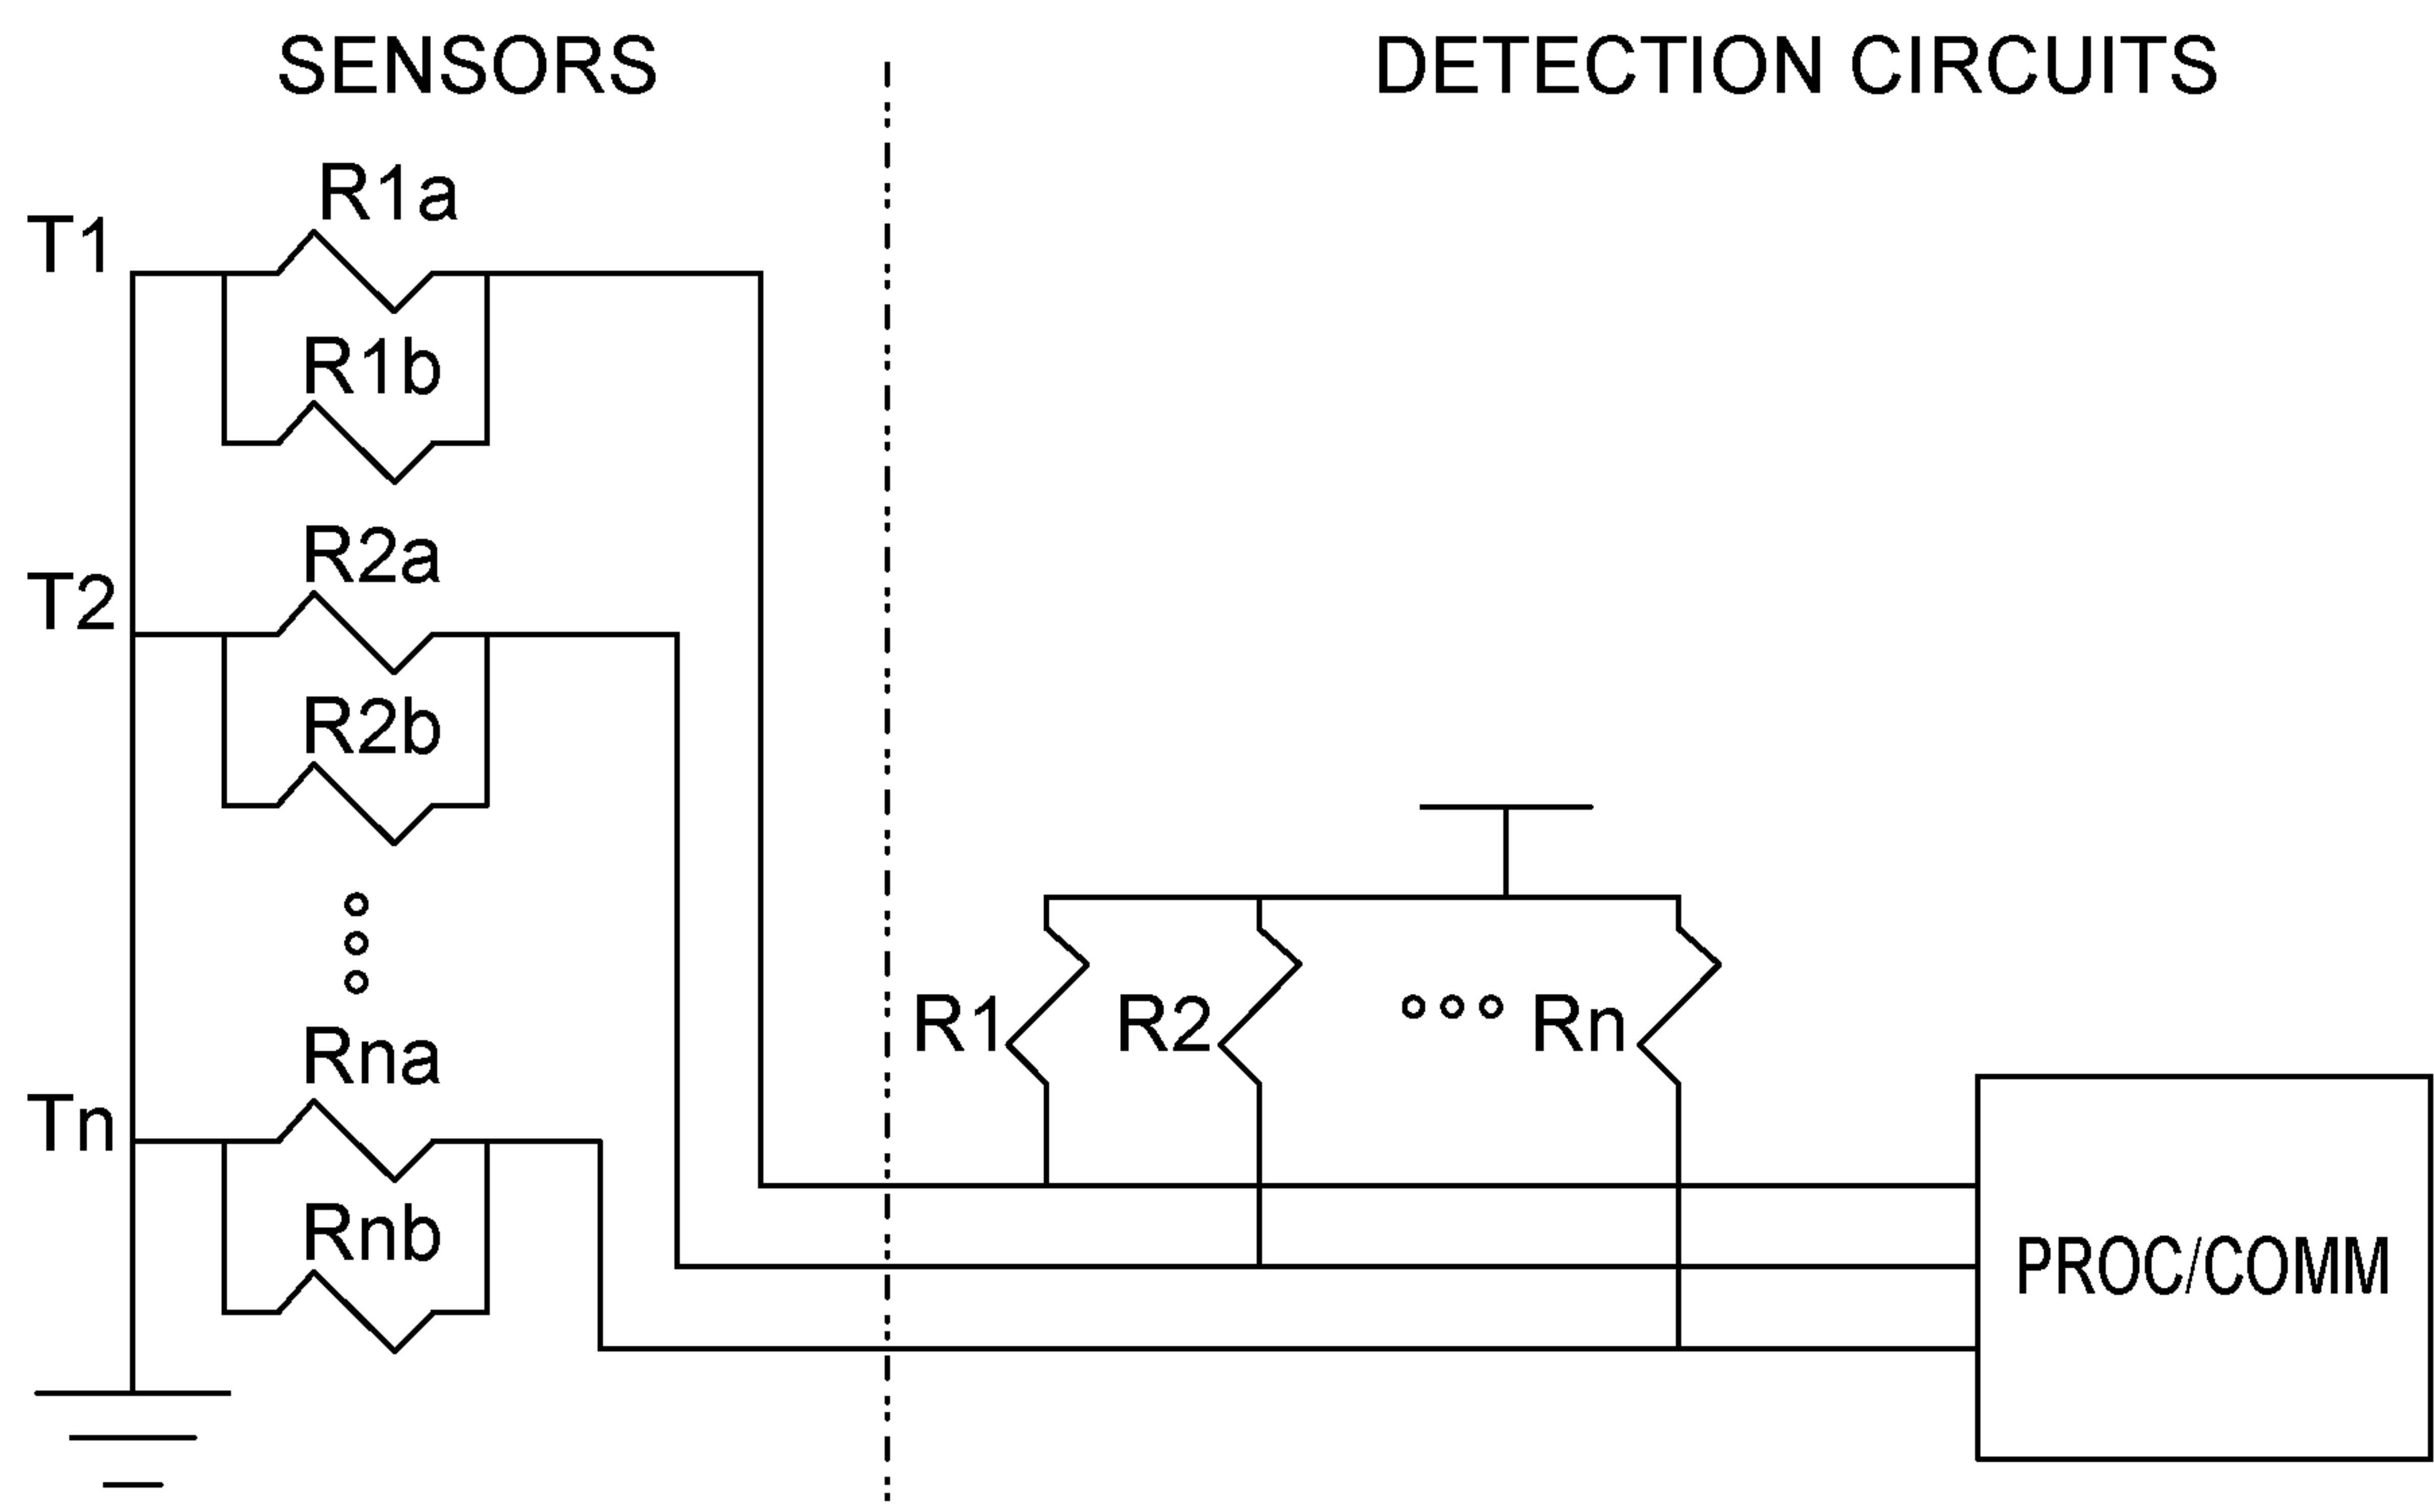 SENSORS
DETECTION CIRCUITS
R1a
T1
R1b
R2a
T2
R2b
Rna
Tn
Rnb
R1
R2
Rn
PROC/COMM